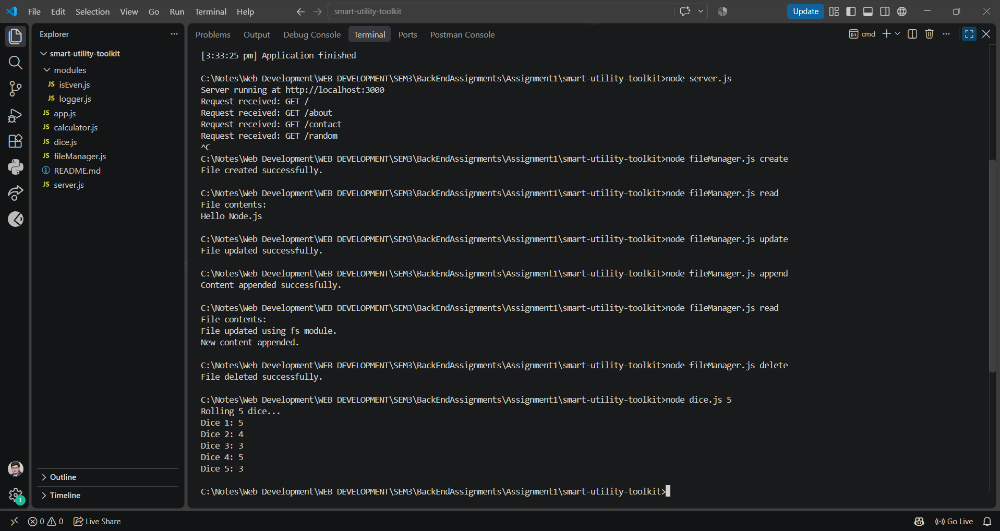 File Edit Selection View Go Run Terminal Help
smart-utility-toolkit
Update
Explorer
smart-utility-toolkit
modules
JS isEven.js
JS logger.js
JS app.js
JS calculator.js
JS dice.js
JS fileManager.js
README.md
JS server.js
Outline
Timeline
1
Problems Output Debug Console Terminal Ports Postman Console
cmd
[3:33:25 pm] Application finished
C:\Notes\Web Development\WEB DEVELOPMENT\SEM3\BackEndAssignments\Assignment1\smart-utility-toolkit>node server.js
Server running at http://localhost:3000
Request received: GET /
Request received: GET /about
Request received: GET /contact
Request received: GET /random
^C
C:\Notes\Web Development\WEB DEVELOPMENT\SEM3\BackEndAssignments\Assignment1\smart-utility-toolkit>node fileManager.js create
File created successfully.
C:\Notes\Web Development\WEB DEVELOPMENT\SEM3\BackEndAssignments\Assignment1\smart-utility-toolkit>node fileManager.js read
File contents:
Hello Node.js
C:\Notes\Web Development\WEB DEVELOPMENT\SEM3\BackEndAssignments\Assignment1\smart-utility-toolkit>node fileManager.js update
File updated successfully.
C:\Notes\Web Development\WEB DEVELOPMENT\SEM3\BackEndAssignments\Assignment1\smart-utility-toolkit>node fileManager.js append
Content appended successfully.
C:\Notes\Web Development\WEB DEVELOPMENT\SEM3\BackEndAssignments\Assignment1\smart-utility-toolkit>node fileManager.js read
File contents:
File updated using fs module.
New content appended.
C:\Notes\Web Development\WEB DEVELOPMENT\SEM3\BackEndAssignments\Assignment1\smart-utility-toolkit>node fileManager.js delete
File deleted successfully.
C:\Notes\Web Development\WEB DEVELOPMENT\SEM3\BackEndAssignments\Assignment1\smart-utility-toolkit>node dice.js 5
Rolling 5 dice...
Dice 1: 5
Dice 2: 4
Dice 3: 3
Dice 4: 5
Dice 5: 3
C:\Notes\Web Development\WEB DEVELOPMENT\SEM3\BackEndAssignments\Assignment1\smart-utility-toolkit>
0 0 Live Share
Go Live